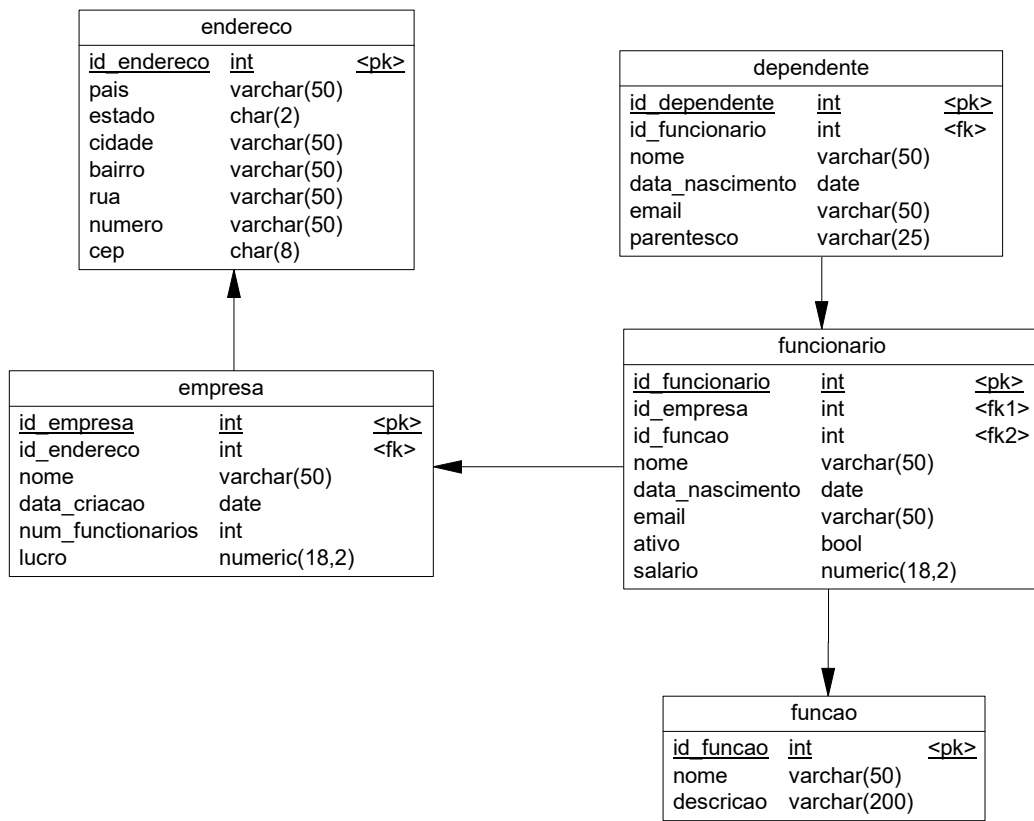 endereco
id_endereco int <pk>
pais varchar(50)
estado char(2)
cidade varchar(50)
bairro varchar(50)
rua varchar(50)
numero varchar(50)
cep char(8)
dependente
id_dependente int <pk>
id_funcionario int <fk>
nome varchar(50)
data_nascimento date
email varchar(50)
parentesco varchar(25)
empresa
id_empresa int <pk>
id_endereco int <fk>
nome varchar(50)
data_criacao date
num_functionarios int
lucro numeric(18,2)
funcionario
id_funcionario int <pk>
id_empresa int <fk1>
id_funcao int <fk2>
nome varchar(50)
data_nascimento date
email varchar(50)
ativo bool
salario numeric(18,2)
funcao
id_funcao int <pk>
nome varchar(50)
descricao varchar(200)